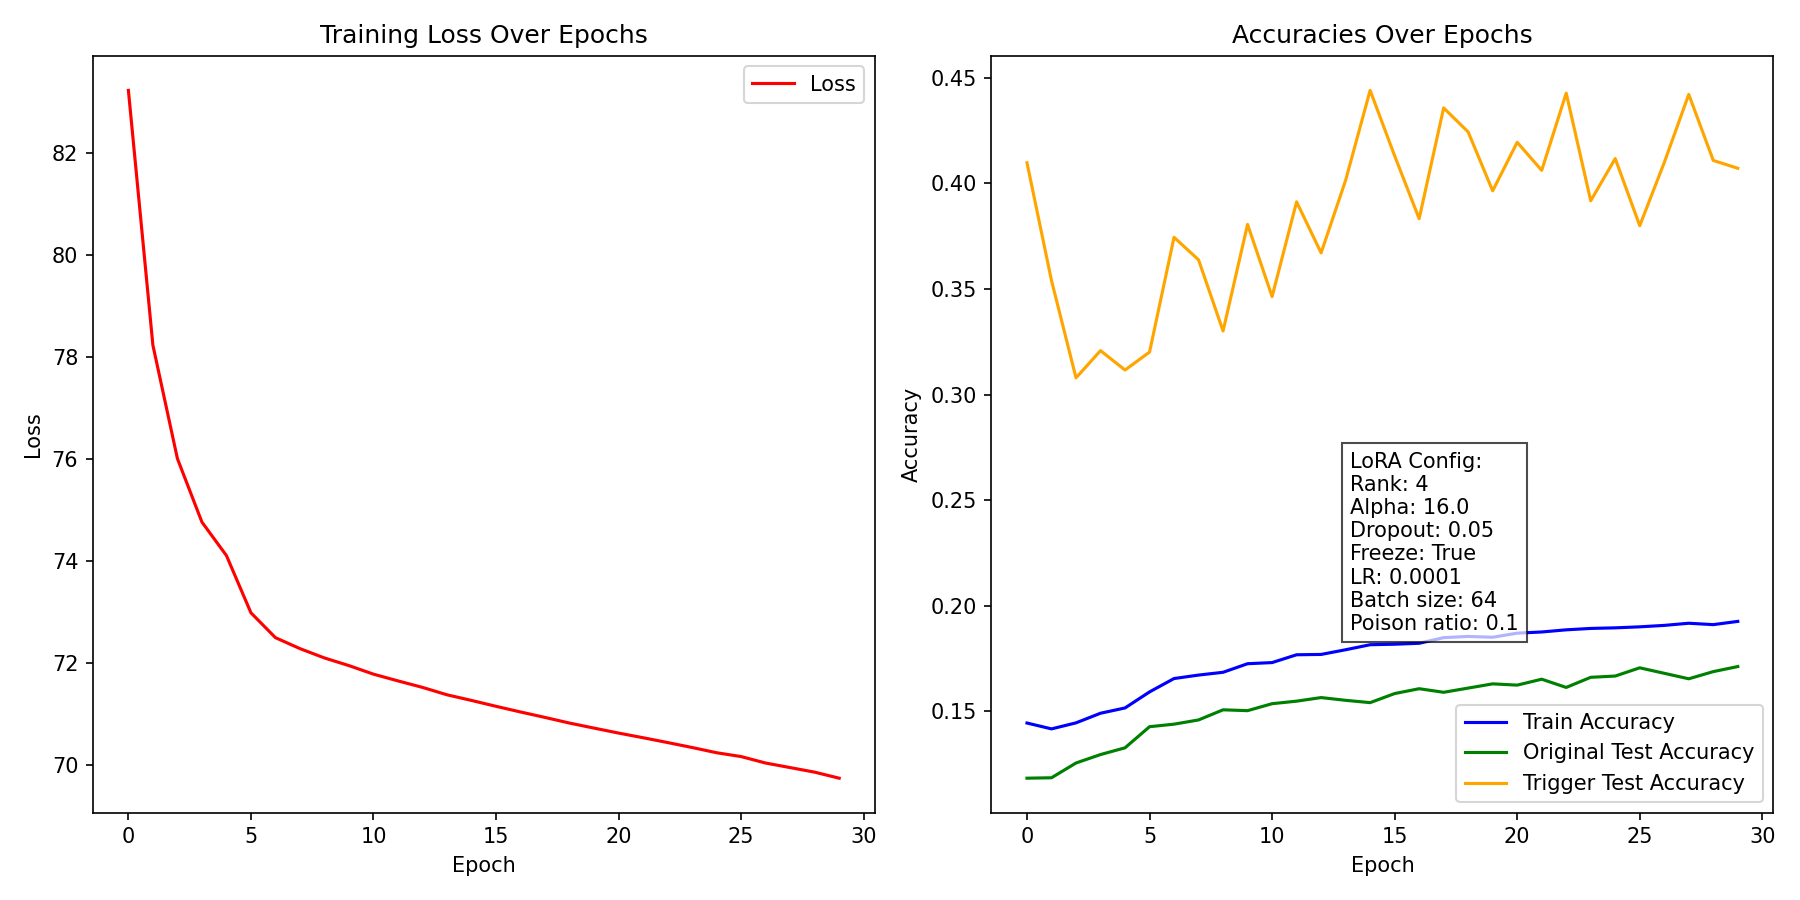 Training Loss Over Epochs
Loss
82
80
78
76
74
72
70
Loss
0 5 10 15 20 25 30
Epoch
Accuracies Over Epochs
0.45
0.40
0.35
0.30
0.25
0.20
0.15
Accuracy
LoRA Config:
Rank: 4
Alpha: 16.0
Dropout: 0.05
Freeze: True
LR: 0.0001
Batch size: 64
Poison ratio: 0.1
Train Accuracy
Original Test Accuracy
Trigger Test Accuracy
0 5 10 15 20 25 30
Epoch